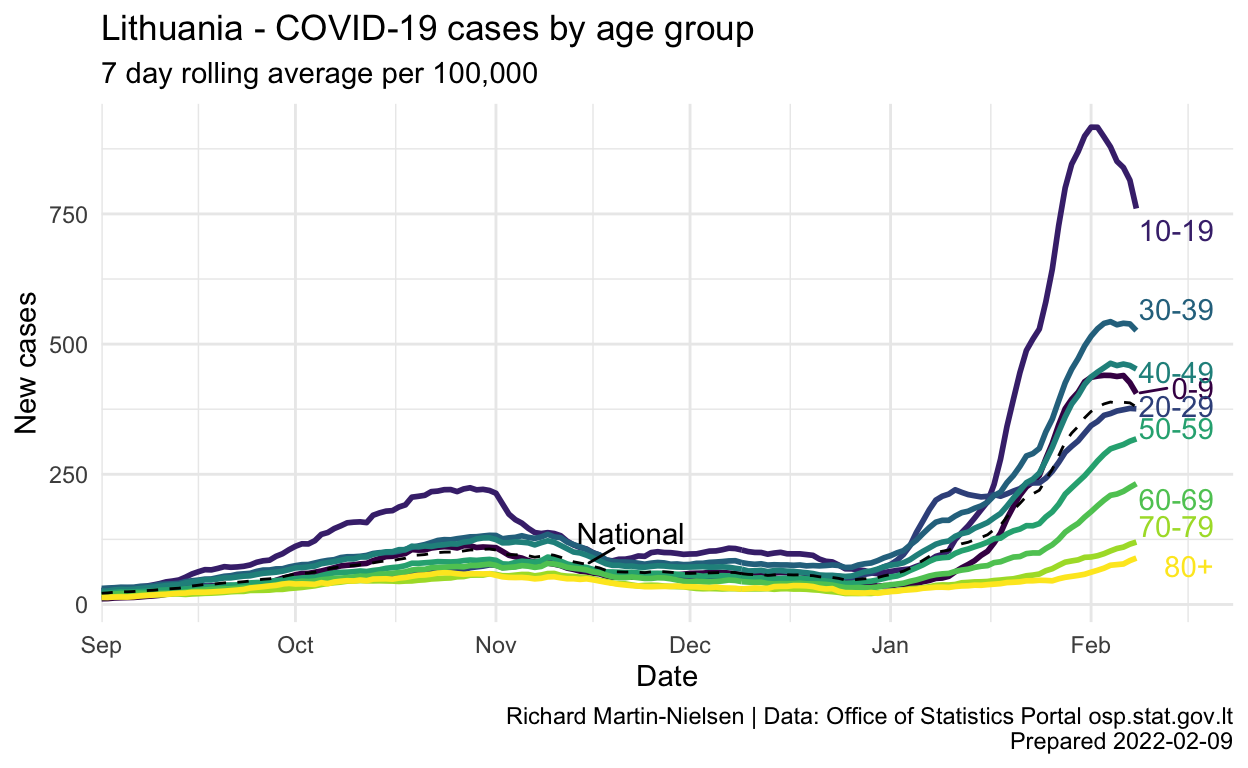 Lithuania - COVID-19 cases by age group
7 day rolling average per 100,000
New cases
750
500
250
0
10-19
30-39
40-49
0-9
20-29
50-59
60-69
70-79
80+
National
Sep
Oct
Nov
Dec
Jan
Feb
Date
Richard Martin-Nielsen | Data: Office of Statistics Portal osp.stat.gov.lt
Prepared 2022-02-09